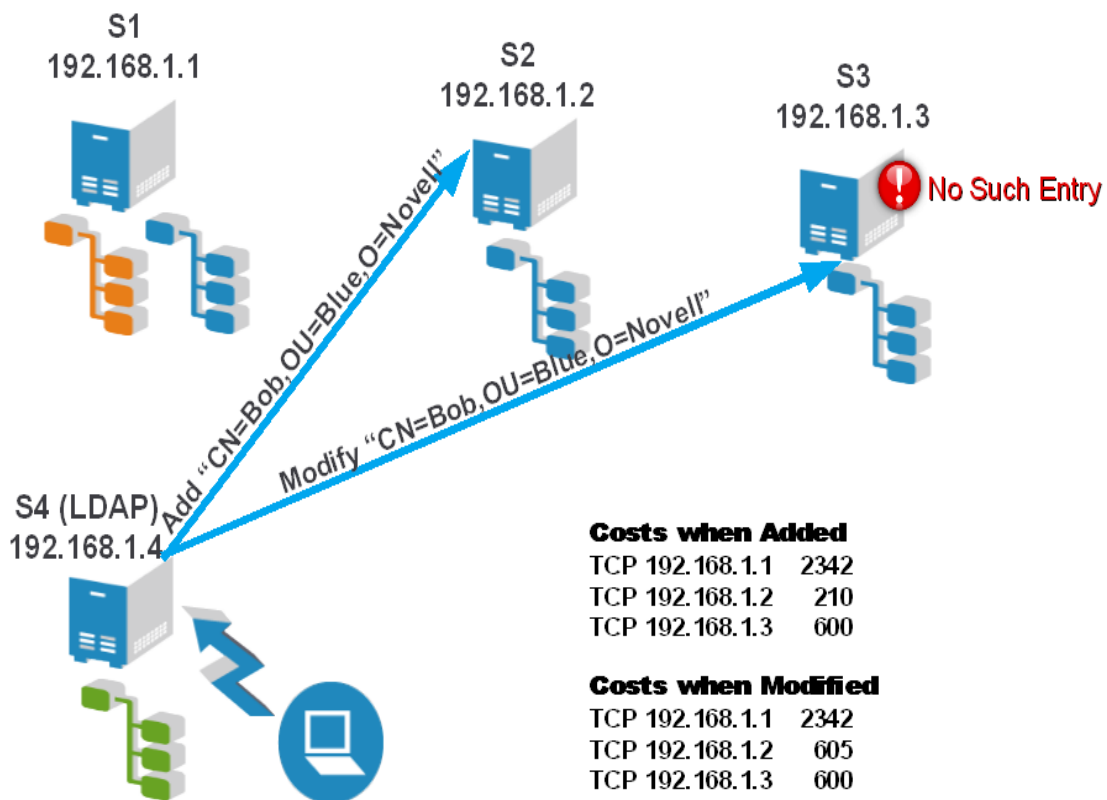 S1
192.168.1.1
S2
192.168.1.2
S3
192.168.1.3
No Such Entry
Add “CN=Bob,OU=Blue,O=Novell”
Modify “CN=Bob,OU=Blue,O=Novell”
S4 (LDAP)
192.168.1.4
Costs when Added
TCP 192.168.1.1 2342
TCP 192.168.1.2 210
TCP 192.168.1.3 600
Costs when Modified
TCP 192.168.1.1 2342
TCP 192.168.1.2 605
TCP 192.168.1.3 600